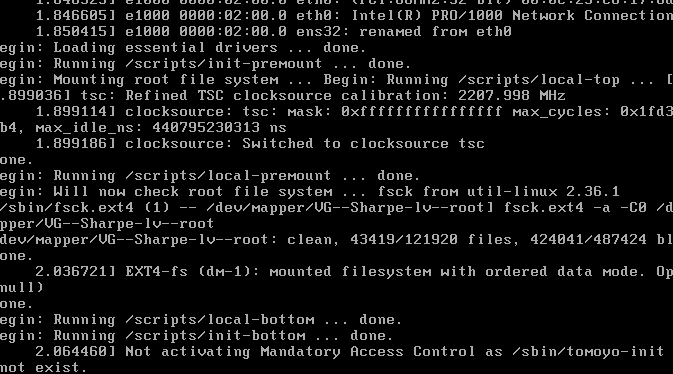 1.846605] e1000 0000:02:00.0 eth0: Intel(R) PRO/1000 Network Connection
1.850415] e1000 0000:02:00.0 ens32: renamed from eth0
egin: Loading essential drivers ... done.
egin: Running /scripts/init-premount ... done.
egin: Mounting root file system ... Begin: Running /scripts/local-top ... [
.899036] tsc: Refined TSC clocksource calibration: 2207.998 MHz
1.899114] clocksource: tsc: mask: 0xffffffffffffffff max_cycles: 0x1fd3
b4, max_idle_ns: 440795230313 ns
1.899186] clocksource: Switched to clocksource tsc
one.
egin: Running /scripts/local-premount ... done.
egin: Will now check root file system ... fsck from util-linux 2.36.1
/sbin/fsck.ext4 (1) -- /dev/mapper/VG--Sharpe-lv--root] fsck.ext4 -a -C0 /d
pper/VG--Sharpe-lv--root
dev/mapper/VG--Sharpe-lv--root: clean, 43419/121920 files, 424041/487424 bl
one.
2.036721] EXT4-fs (dm-1): mounted filesystem with ordered data mode. Op
null)
one.
egin: Running /scripts/local-bottom ... done.
egin: Running /scripts/init-bottom ... done.
2.064460] Not activating Mandatory Access Control as /sbin/tomoyo-init
not exist.